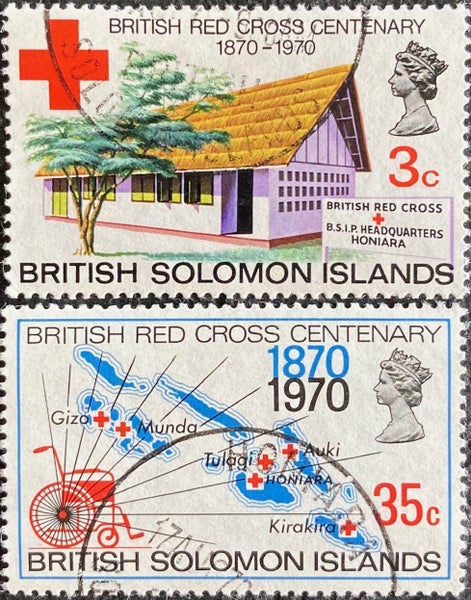 BRITISH RED CROSS CENTENARY
1870-1970
3c
BRITISH RED CROSS
B.S.I.P. HEADQUARTERS
HONIARA
BRITISH SOLOMON ISLANDS
BRITISH RED CROSS CENTENARY
1870
1970
Gizo
Munda
Tulagi
Auki
HONIARA
Kirakira
35c
BRITISH SOLOMON ISLANDS